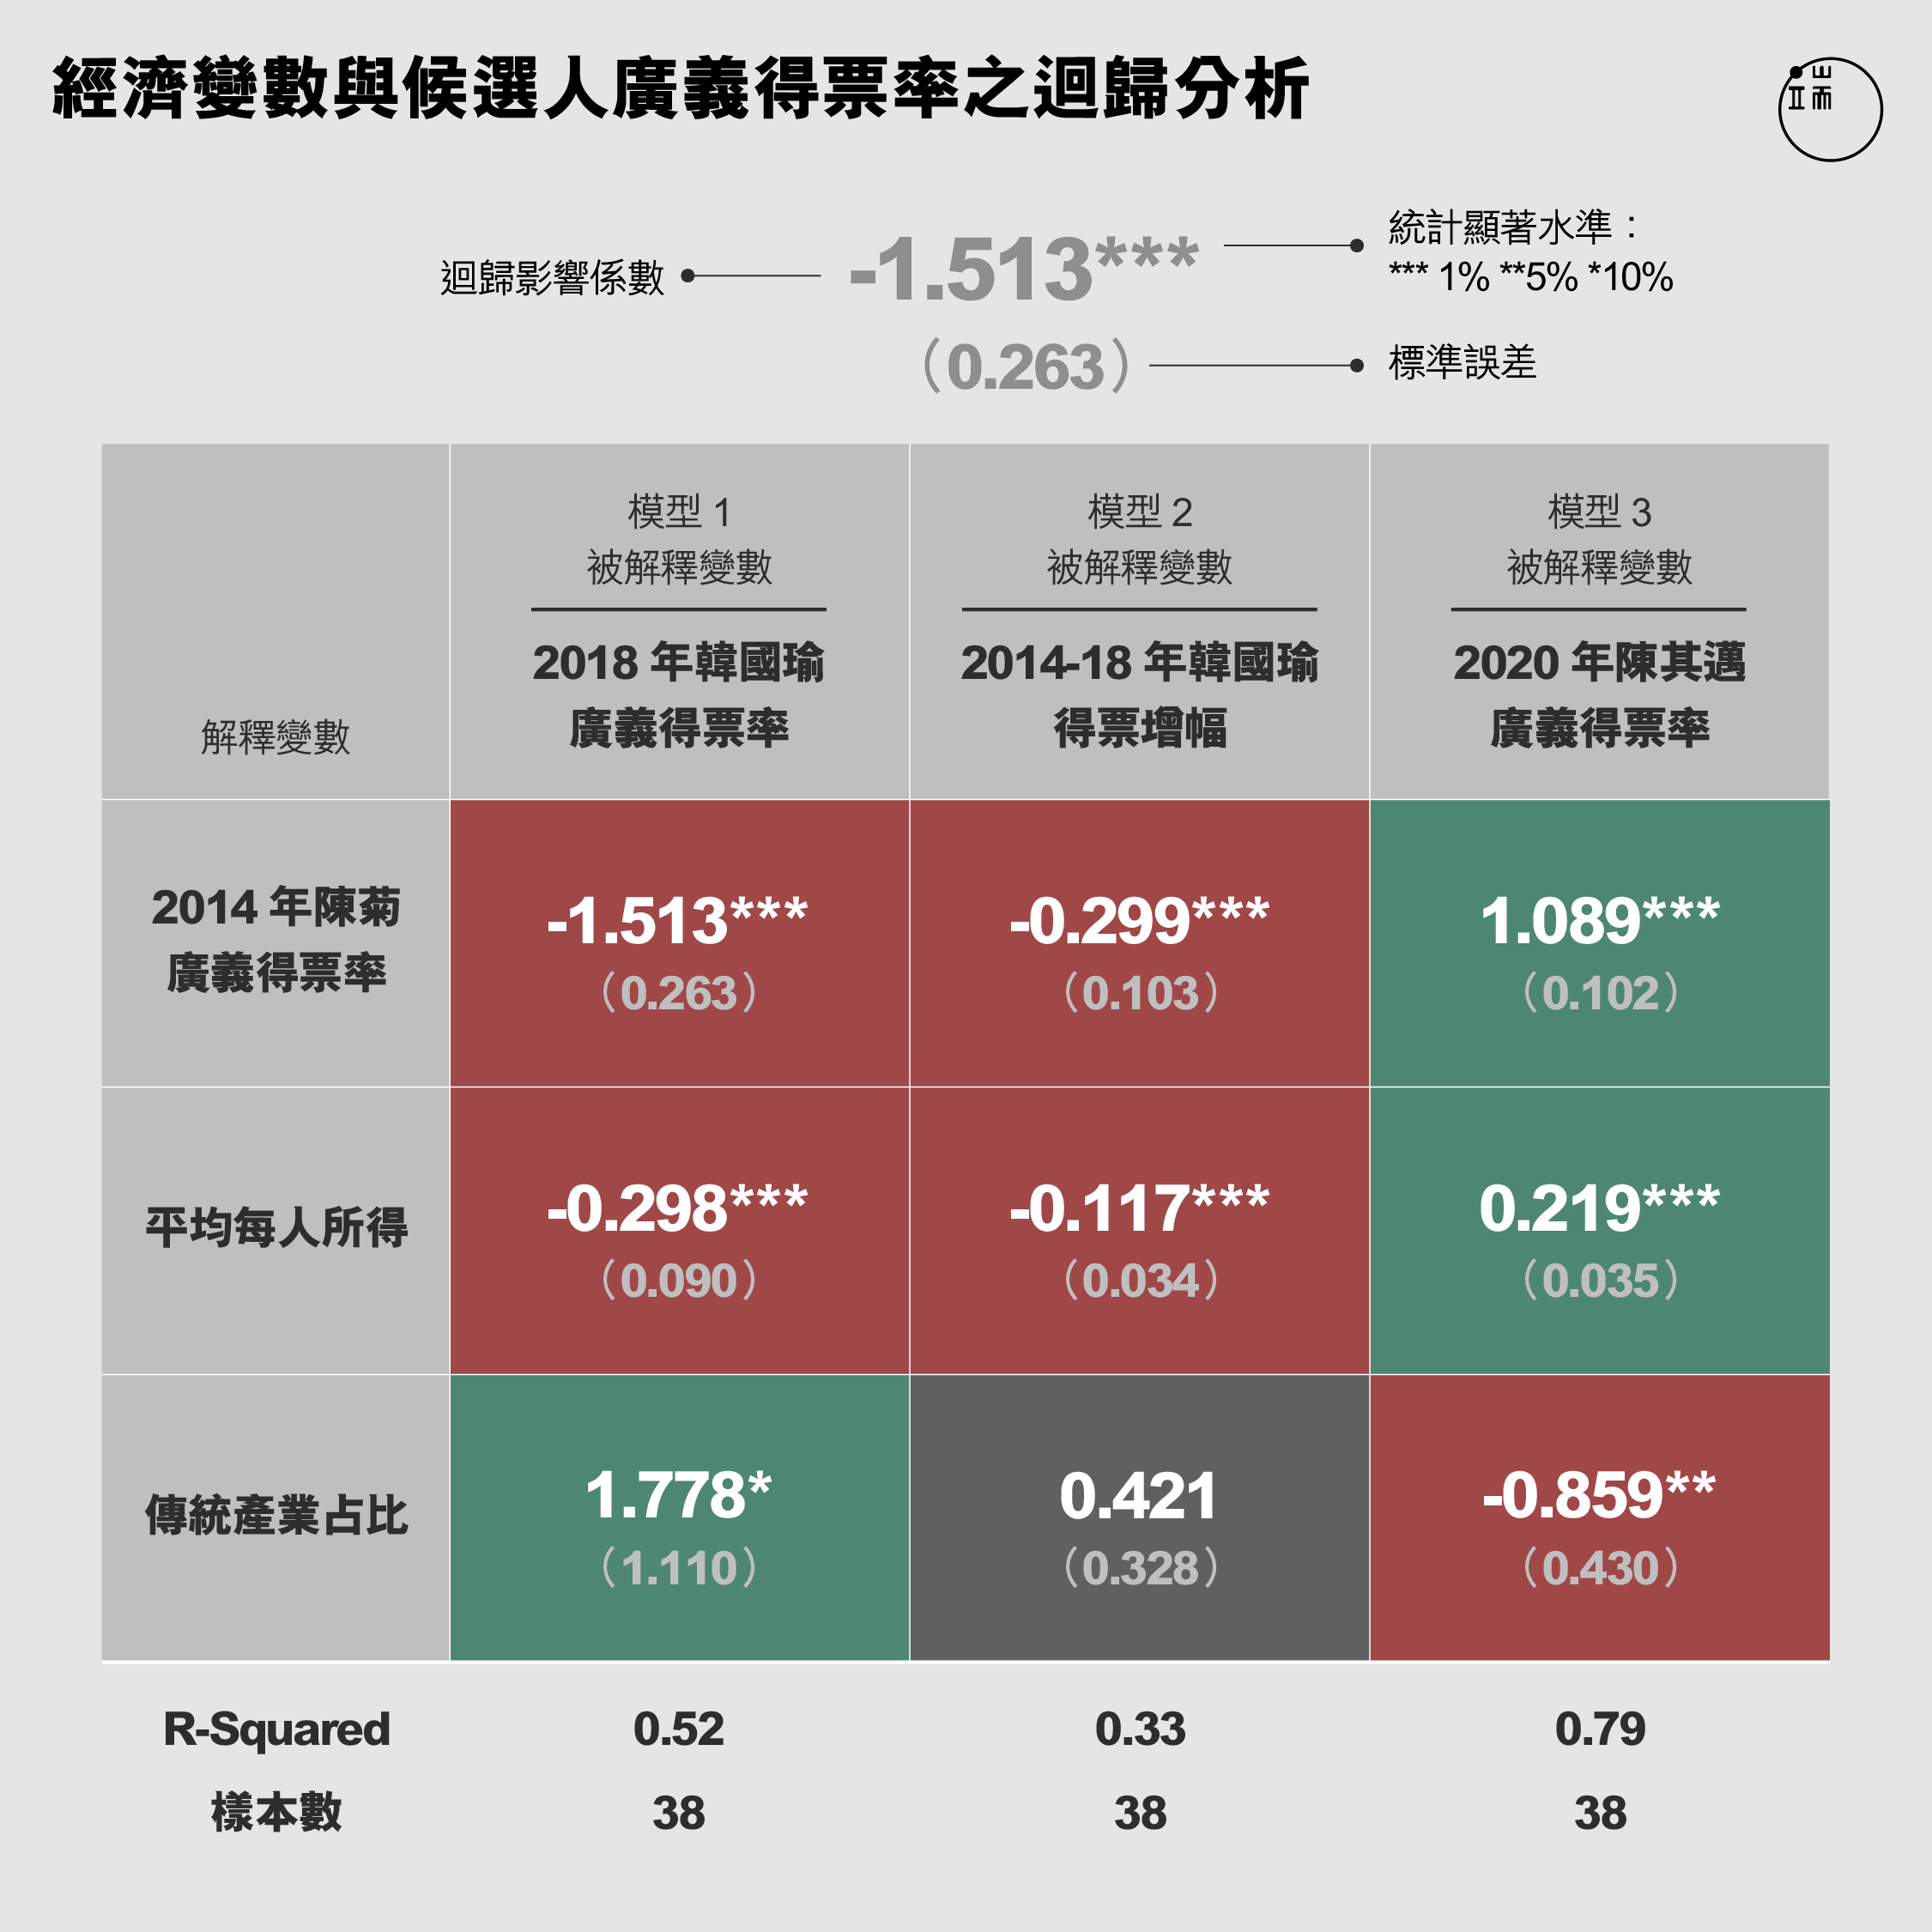 經濟變數與候選人廣義得票率之迴歸分析
端
迴歸影響係數
-1.513***
（0.263）
統計顯著水準：
*** 1% **5% *10%
標準誤差
解釋變數
模型 1
被解釋變數
2018 年韓國瑜
廣義得票率
模型 2
被解釋變數
2014-18 年韓國瑜
得票增幅
模型 3
被解釋變數
2020 年陳其邁
廣義得票率
2014 年陳菊
廣義得票率
-1.513***
（0.263）
-0.299***
（0.103）
1.089***
（0.102）
平均每人所得
-0.298***
（0.090）
-0.117***
（0.034）
0.219***
（0.035）
傳統產業占比
1.778*
（1.110）
0.421
（0.328）
-0.859**
（0.430）
R-Squared 0.52 0.33 0.79
樣本數 38 38 38